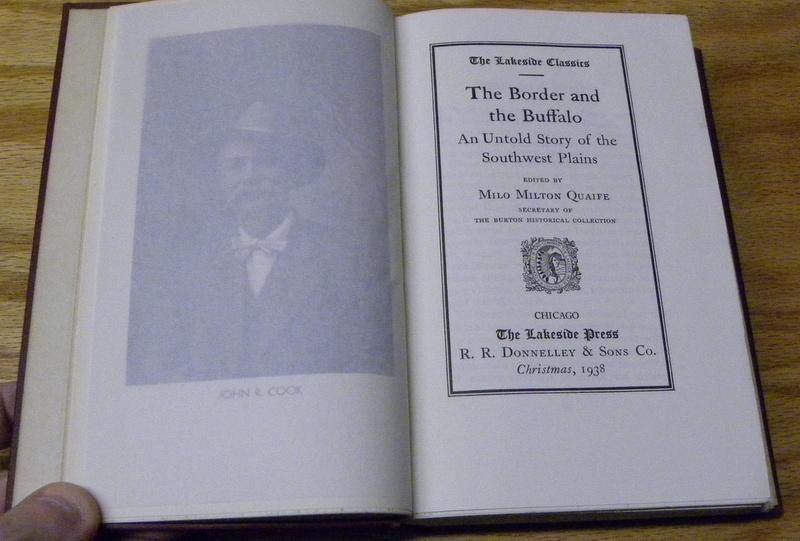 JOHN R. COOK
The Lakeside Classics
The Border and
the Buffalo
An Untold Story of the
Southwest Plains
EDITED BY
MILO MILTON QUAIFE
SECRETARY OF
THE BURTON HISTORICAL COLLECTION
CHICAGO
The Lakeside Press
R. R. DONNELLEY & SONS CO.
Christmas, 1938